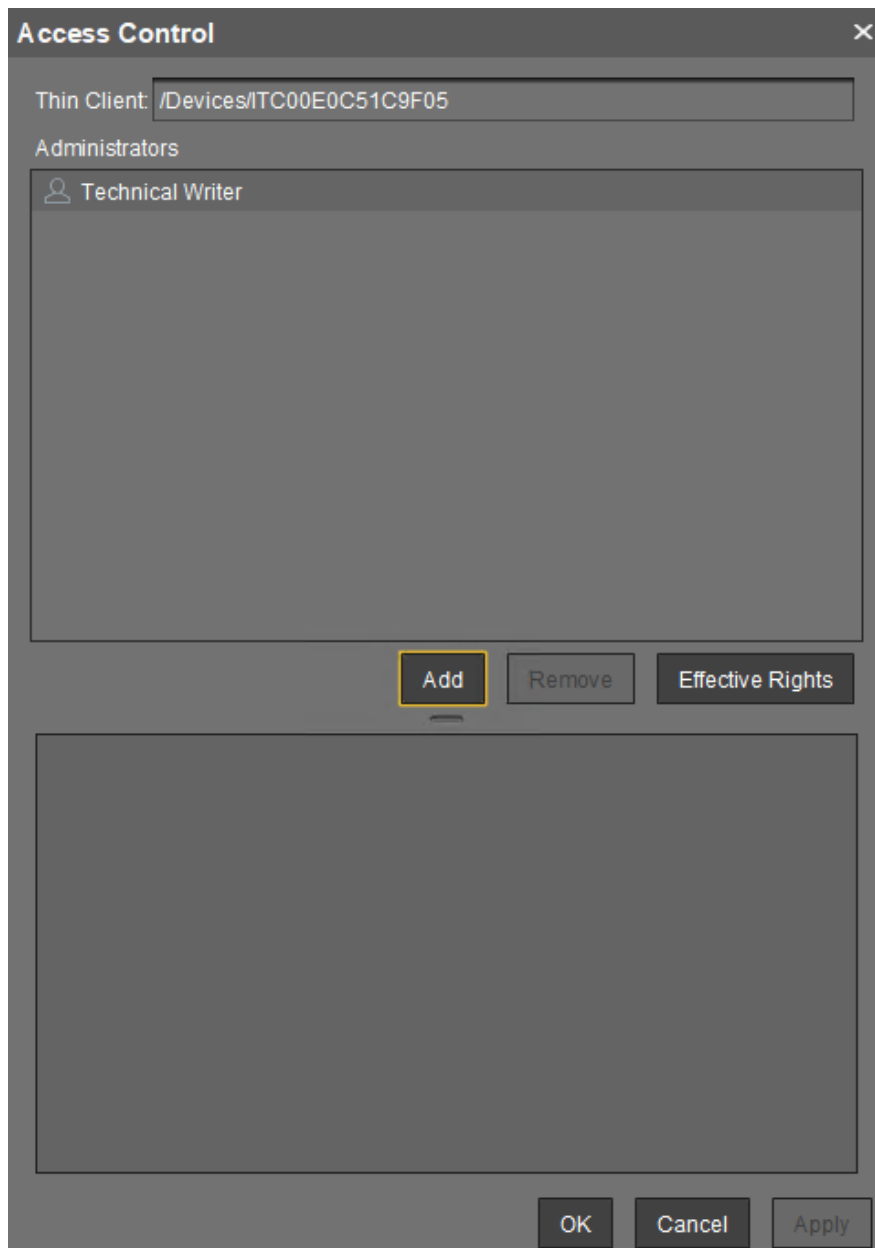 Access Control
Thin Client: /Devices/ITC00E0C51C9F05
Administrators
Technical Writer
Add Remove Effective Rights
OK Cancel Apply